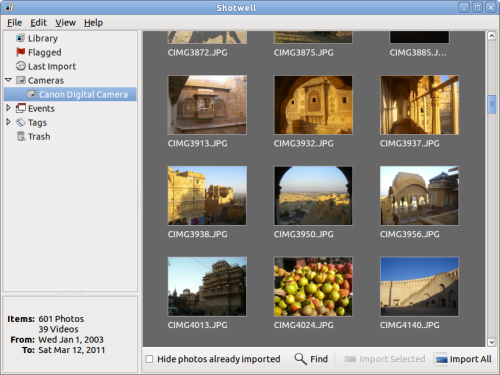 Shotwell
File Edit View Help
Library
Flagged
Last Import
Cameras
Canon Digital Camera
Events
Tags
Trash
CIMG3872.JPG CIMG3875.JPG CIMG3885.J...
CIMG3913.JPG CIMG3932.JPG CIMG3937.JPG
CIMG3938.JPG CIMG3950.JPG CIMG3956.JPG
CIMG4013.JPG CIMG4024.JPG CIMG4140.JPG
Items: 601 Photos
39 Videos
From: Wed Jan 1, 2003
To: Sat Mar 12, 2011
Hide photos already imported Find Import Selected Import All